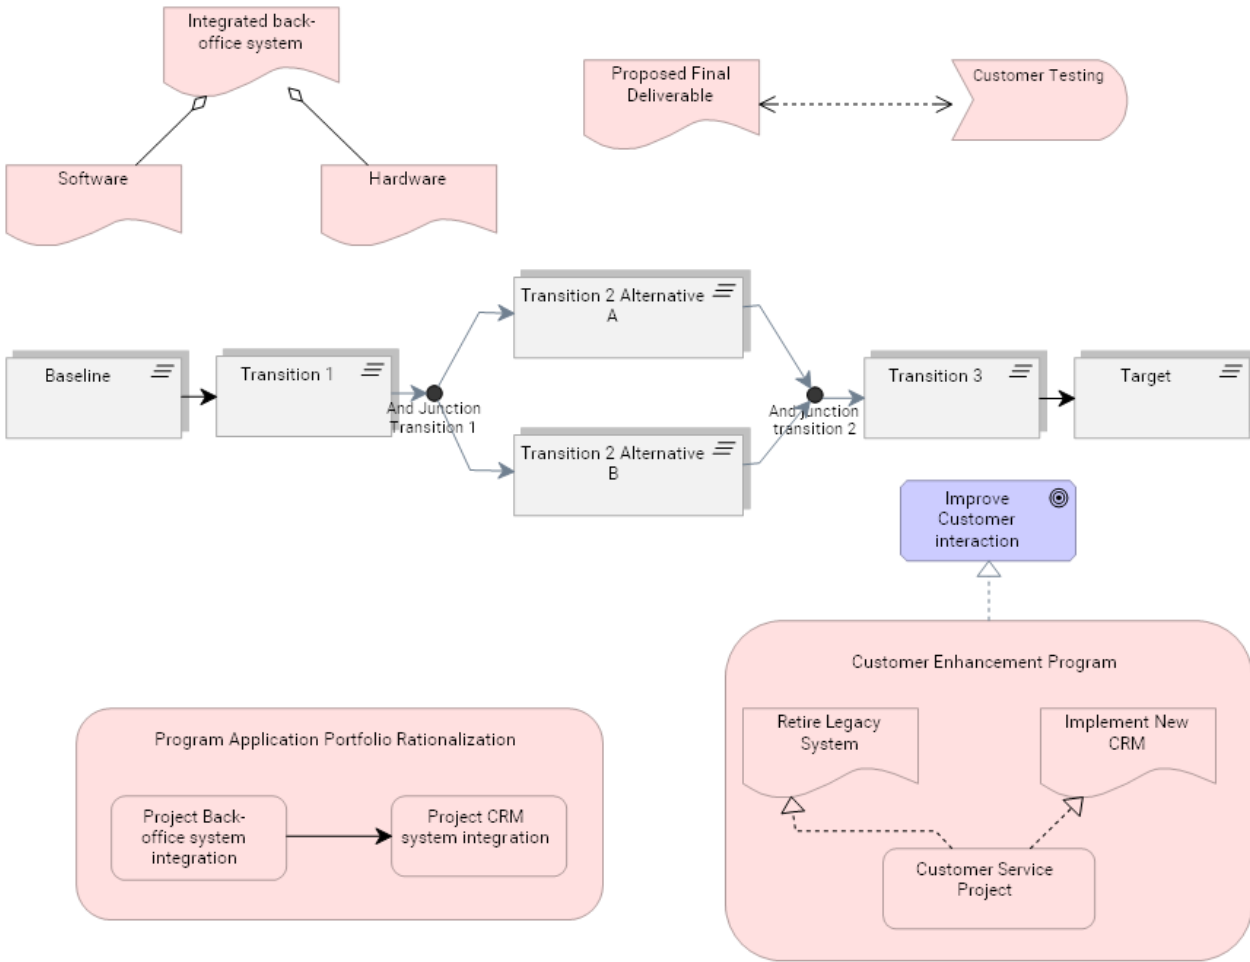 Integrated back-
office system
Proposed Final
Deliverable
Customer Testing
Software
Hardware
Transition 2 Alternative
A
Baseline
Transition 1
And Junction
Transition 1
And junction
transition 2
Transition 3
Target
Transition 2 Alternative
B
Improve
Customer
interaction
Customer Enhancement Program
Retire Legacy
System
Implement New
CRM
Customer Service
Project
Program Application Portfolio Rationalization
Project Back-
office system
integration
Project CRM
system integration